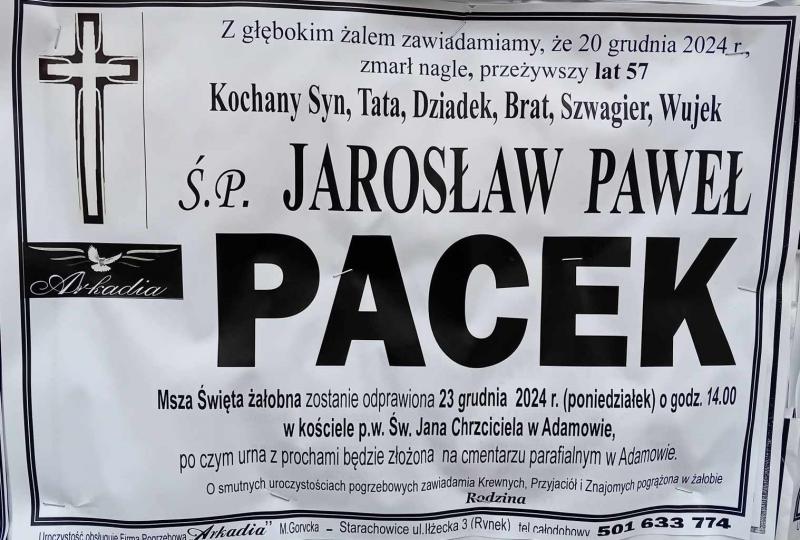 Z głębokim żalem zawiadamiamy, że 20 grudnia 2024 r.,
zmarł nagle, przeżywszy lat 57
Kochany Syn, Tata, Dziadek, Brat, Szwagier, Wujek
Ś.P. JAROSŁAW PAWEŁ
Arkadia
PACEK
Msza Święta żałobna zostanie odprawiona 23 grudnia 2024 r. (poniedziałek) o godz. 14.00
w kościele p.w. Św. Jana Chrzciciela w Adamowie,
po czym urna z prochami będzie złożona na cmentarzu parafialnym w Adamowie.
O smutnych uroczystościach pogrzebowych zawiadamia Krewnych, Przyjaciół i Znajomych pogrążona w żałobie
Rodzina
Uroczystość obsługuje Firma Pogrzebowa "Arkadia" M.Gorycka - Starachowice ul.Iłżecka 3 (Rynek) tel całodobowy 501 633 774